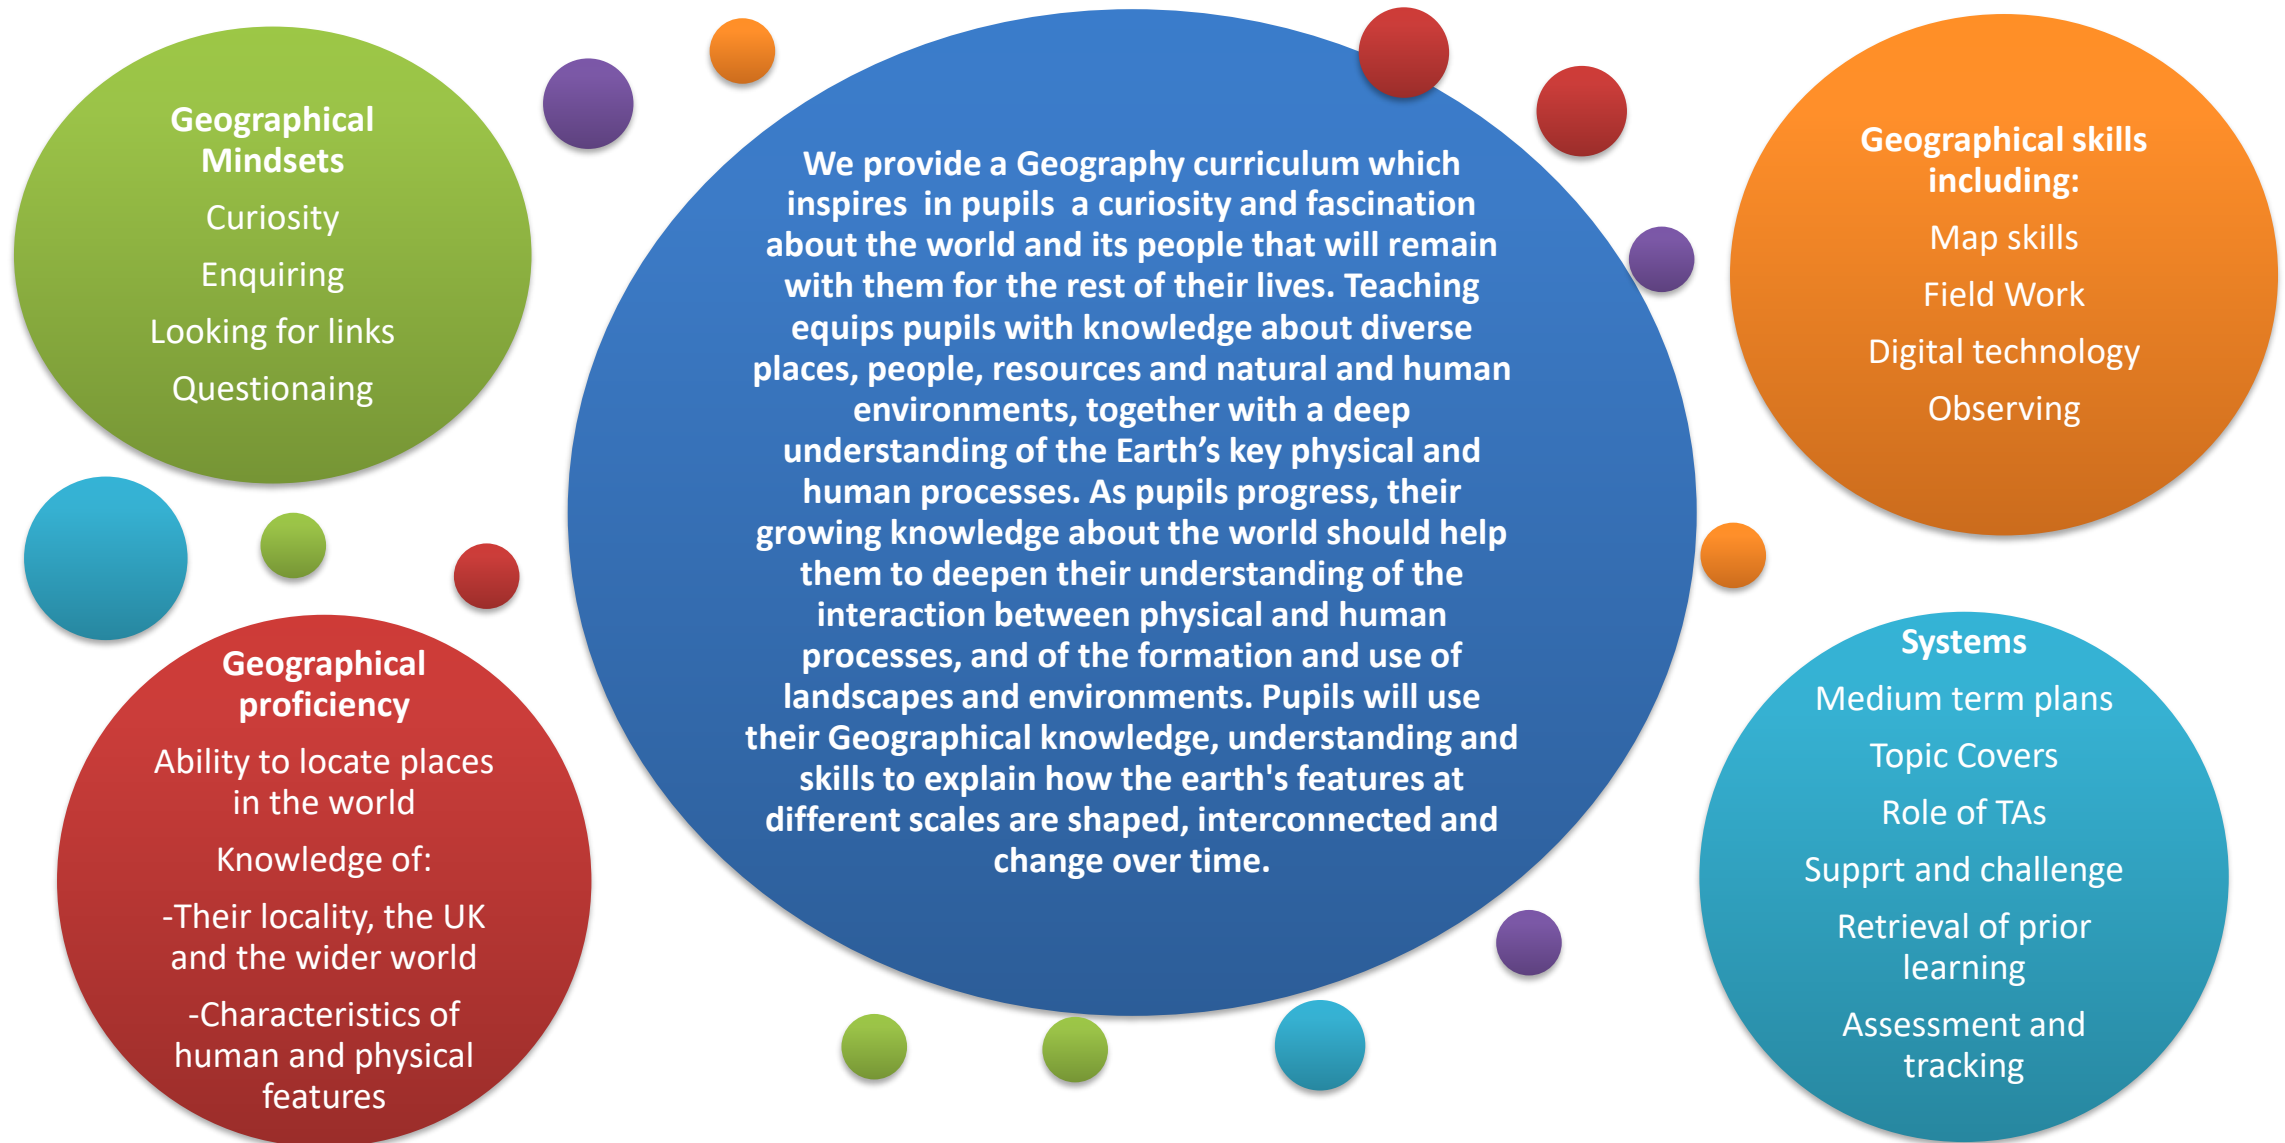 Geographical
Mindsets
Curiosity
Enquiring
Looking for links
Questionaing
We provide a Geography curriculum which
inspires  in pupils  a curiosity and fascination
about the world and its people that will remain
with them for the rest of their lives. Teaching
equips pupils with knowledge about diverse
places, people, resources and natural and human
environments, together with a deep
understanding of the Earth’s key physical and
human processes. As pupils progress, their
growing knowledge about the world should help
them to deepen their understanding of the
interaction between physical and human
processes, and of the formation and use of
landscapes and environments. Pupils will use
their Geographical knowledge, understanding and
skills to explain how the earth's features at
different scales are shaped, interconnected and
change over time.
Geographical skills
including:
Map skills
Field Work
Digital technology
Observing
Geographical
proficiency
Ability to locate places
in the world
Knowledge of:
-Their locality, the UK
and the wider world
-Characteristics of
human and physical
features
Systems
Medium term plans
Topic Covers
Role of TAs
Supprt and challenge
Retrieval of prior
learning
Assessment and
tracking